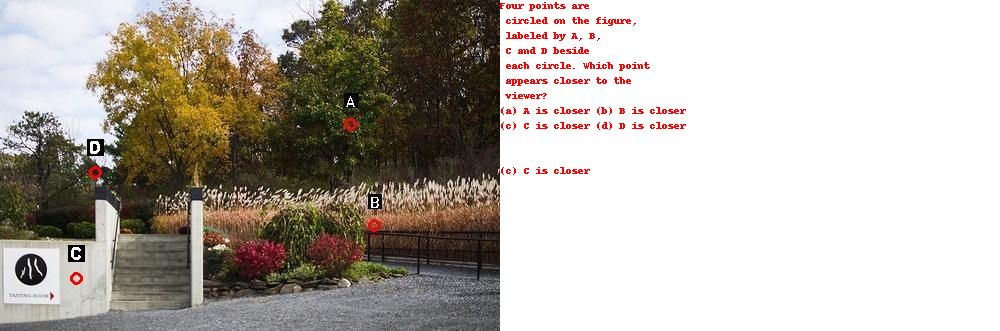 Four points are
circled on the figure,
labeled by A, B,
C and D beside
each circle. Which point
appears closer to the
viewer?
(a) A is closer (b) B is closer
(c) C is closer (d) D is closer
(c) C is closer
A
D
B
C
TASTING ROOM